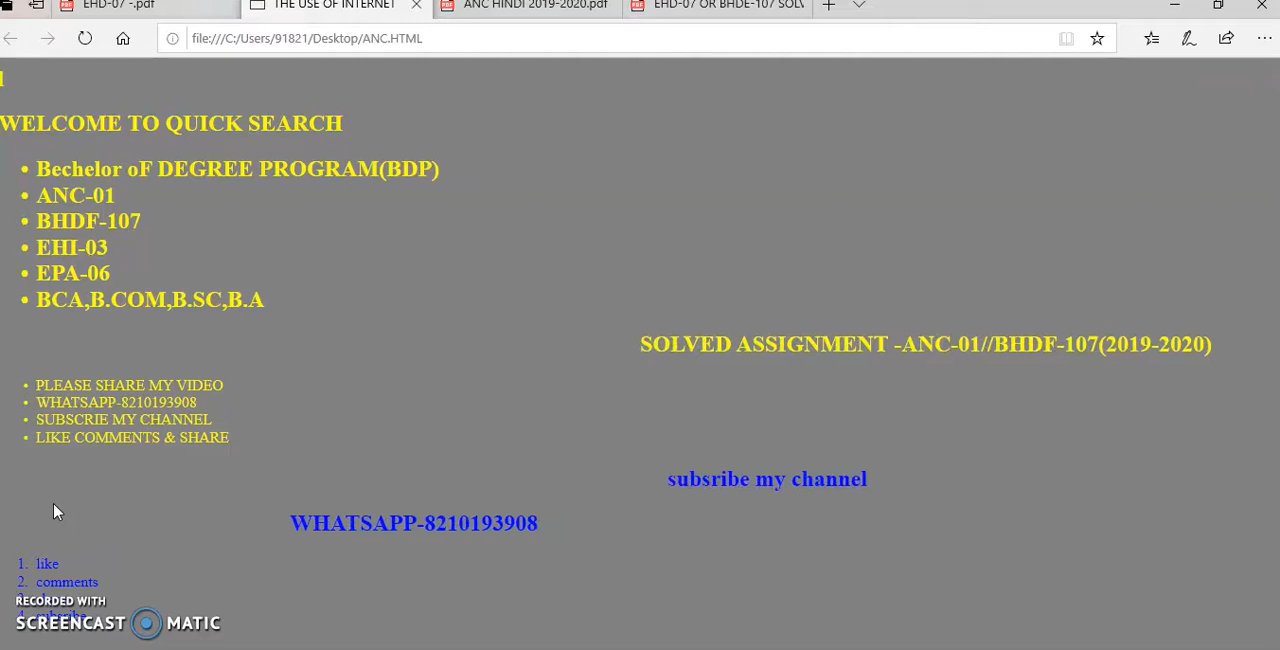 EHD-07 -.pdf
THE USE OF INTERNET
ANC HINDI 2019-2020.pdf
EHD-07 OR BHDE-107 SOLV
file:///C:/Users/91821/Desktop/ANC.HTML
WELCOME TO QUICK SEARCH
• Bechelor oF DEGREE PROGRAM(BDP)
• ANC-01
• BHDF-107
• EHI-03
• EPA-06
• BCA,B.COM,B.SC,B.A
SOLVED ASSIGNMENT -ANC-01//BHDF-107(2019-2020)
• PLEASE SHARE MY VIDEO
• WHATSAPP-8210193908
• SUBSCRIE MY CHANNEL
• LIKE COMMENTS & SHARE
subsribe my channel
WHATSAPP-8210193908
1. like
2. comments
4. subsribe
RECORDED WITH
SCREENCAST MATIC